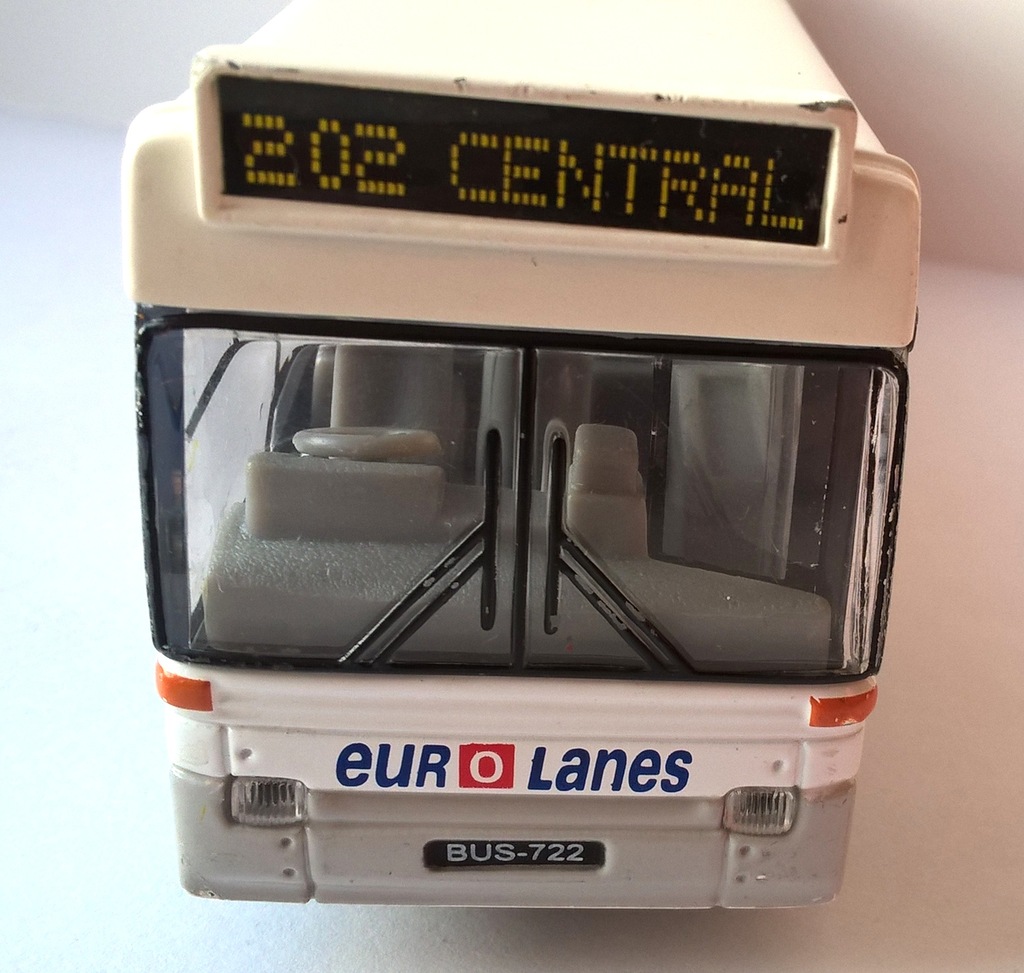 202 CENTRAL
euro Lanes
BUS-722